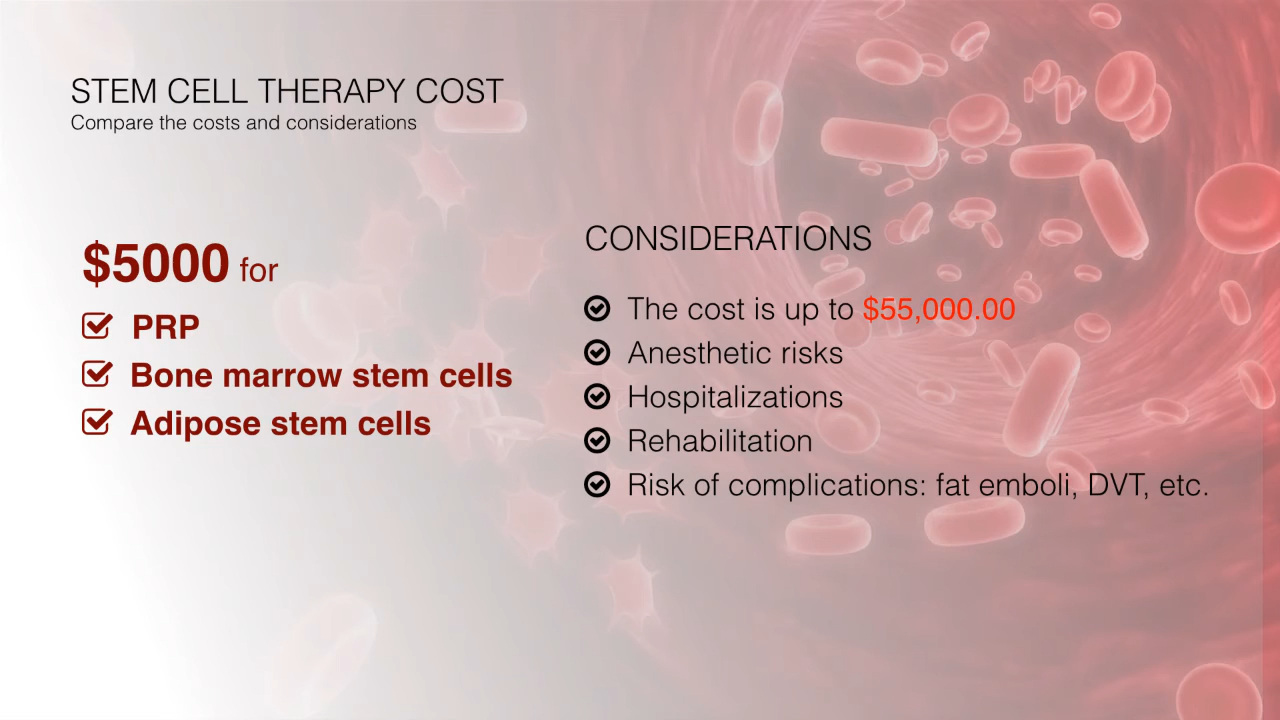 STEM CELL THERAPY COST
Compare the costs and considerations
$5000 for
PRP
Bone marrow stem cells
Adipose stem cells
CONSIDERATIONS
The cost is up to $55,000.00
Anesthetic risks
Hospitalizations
Rehabilitation
Risk of complications: fat emboli, DVT, etc.